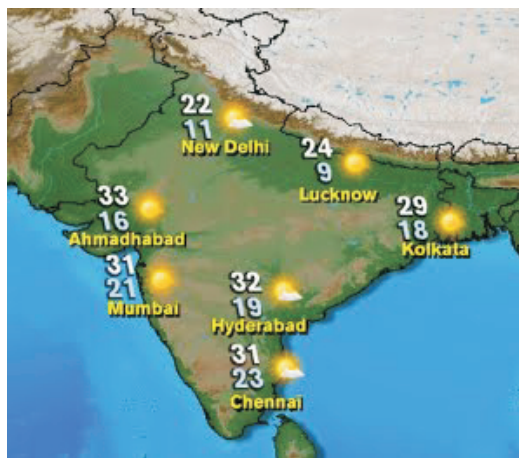 22
11
New Delhi
24
9
Lucknow
33
16
Ahmadhabad
29
18
Kolkata
31
21
Mumbai
32
19
Hyderabad
31
23
Chennai